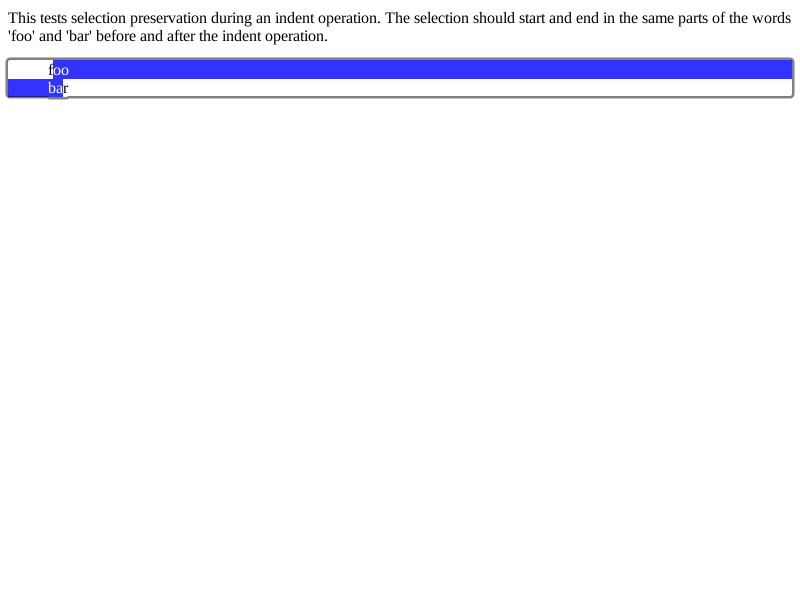 This tests selection preservation during an indent operation. The selection should start and end in the same parts of the words
'foo' and 'bar' before and after the indent operation.
foo
bar